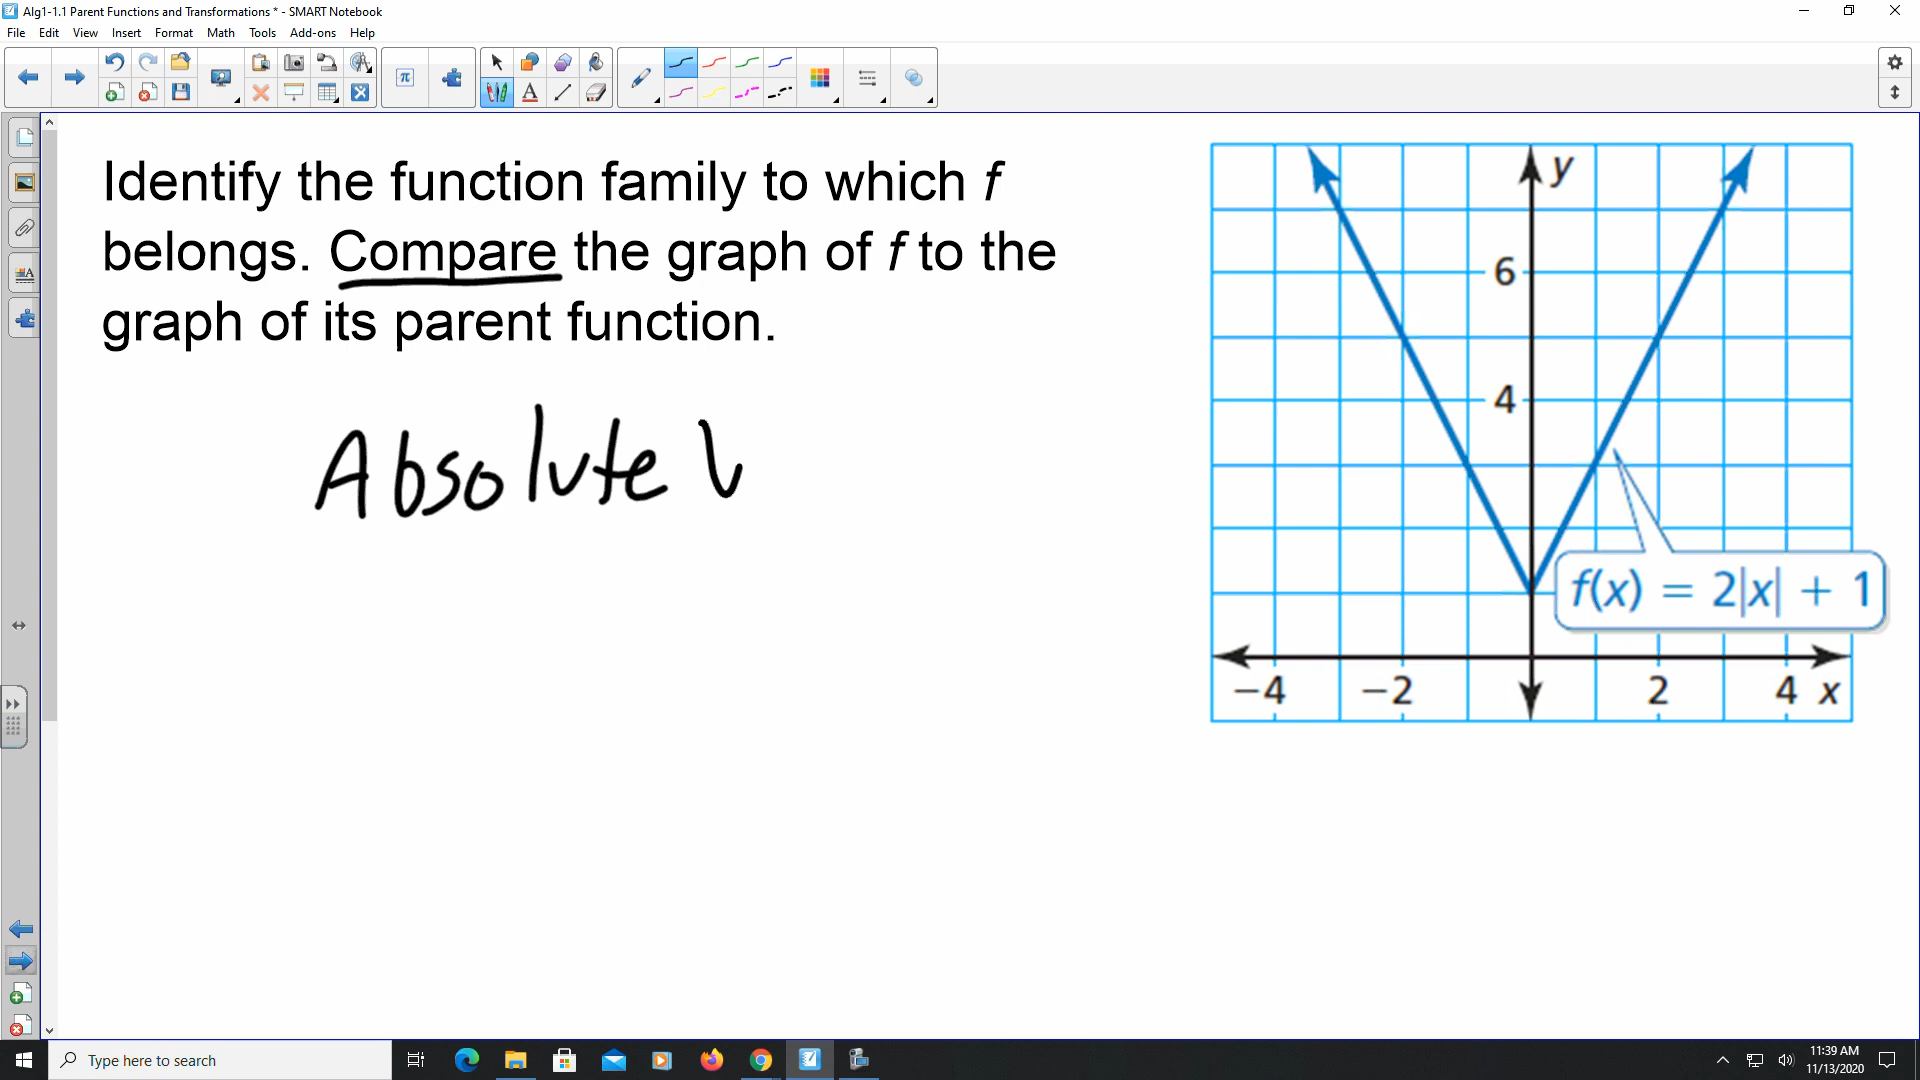 Alg1-1.1 Parent Functions and Transformations * - SMART Notebook
File Edit View Insert Format Math Tools Add-ons Help
π
A
Identify the function family to which f
belongs. Compare the graph of f to the
graph of its parent function.
Absolute V
y
6
4
f(x) = 2|x| + 1
−4 −2 2 4 x
Type here to search
11:39 AM
11/13/2020